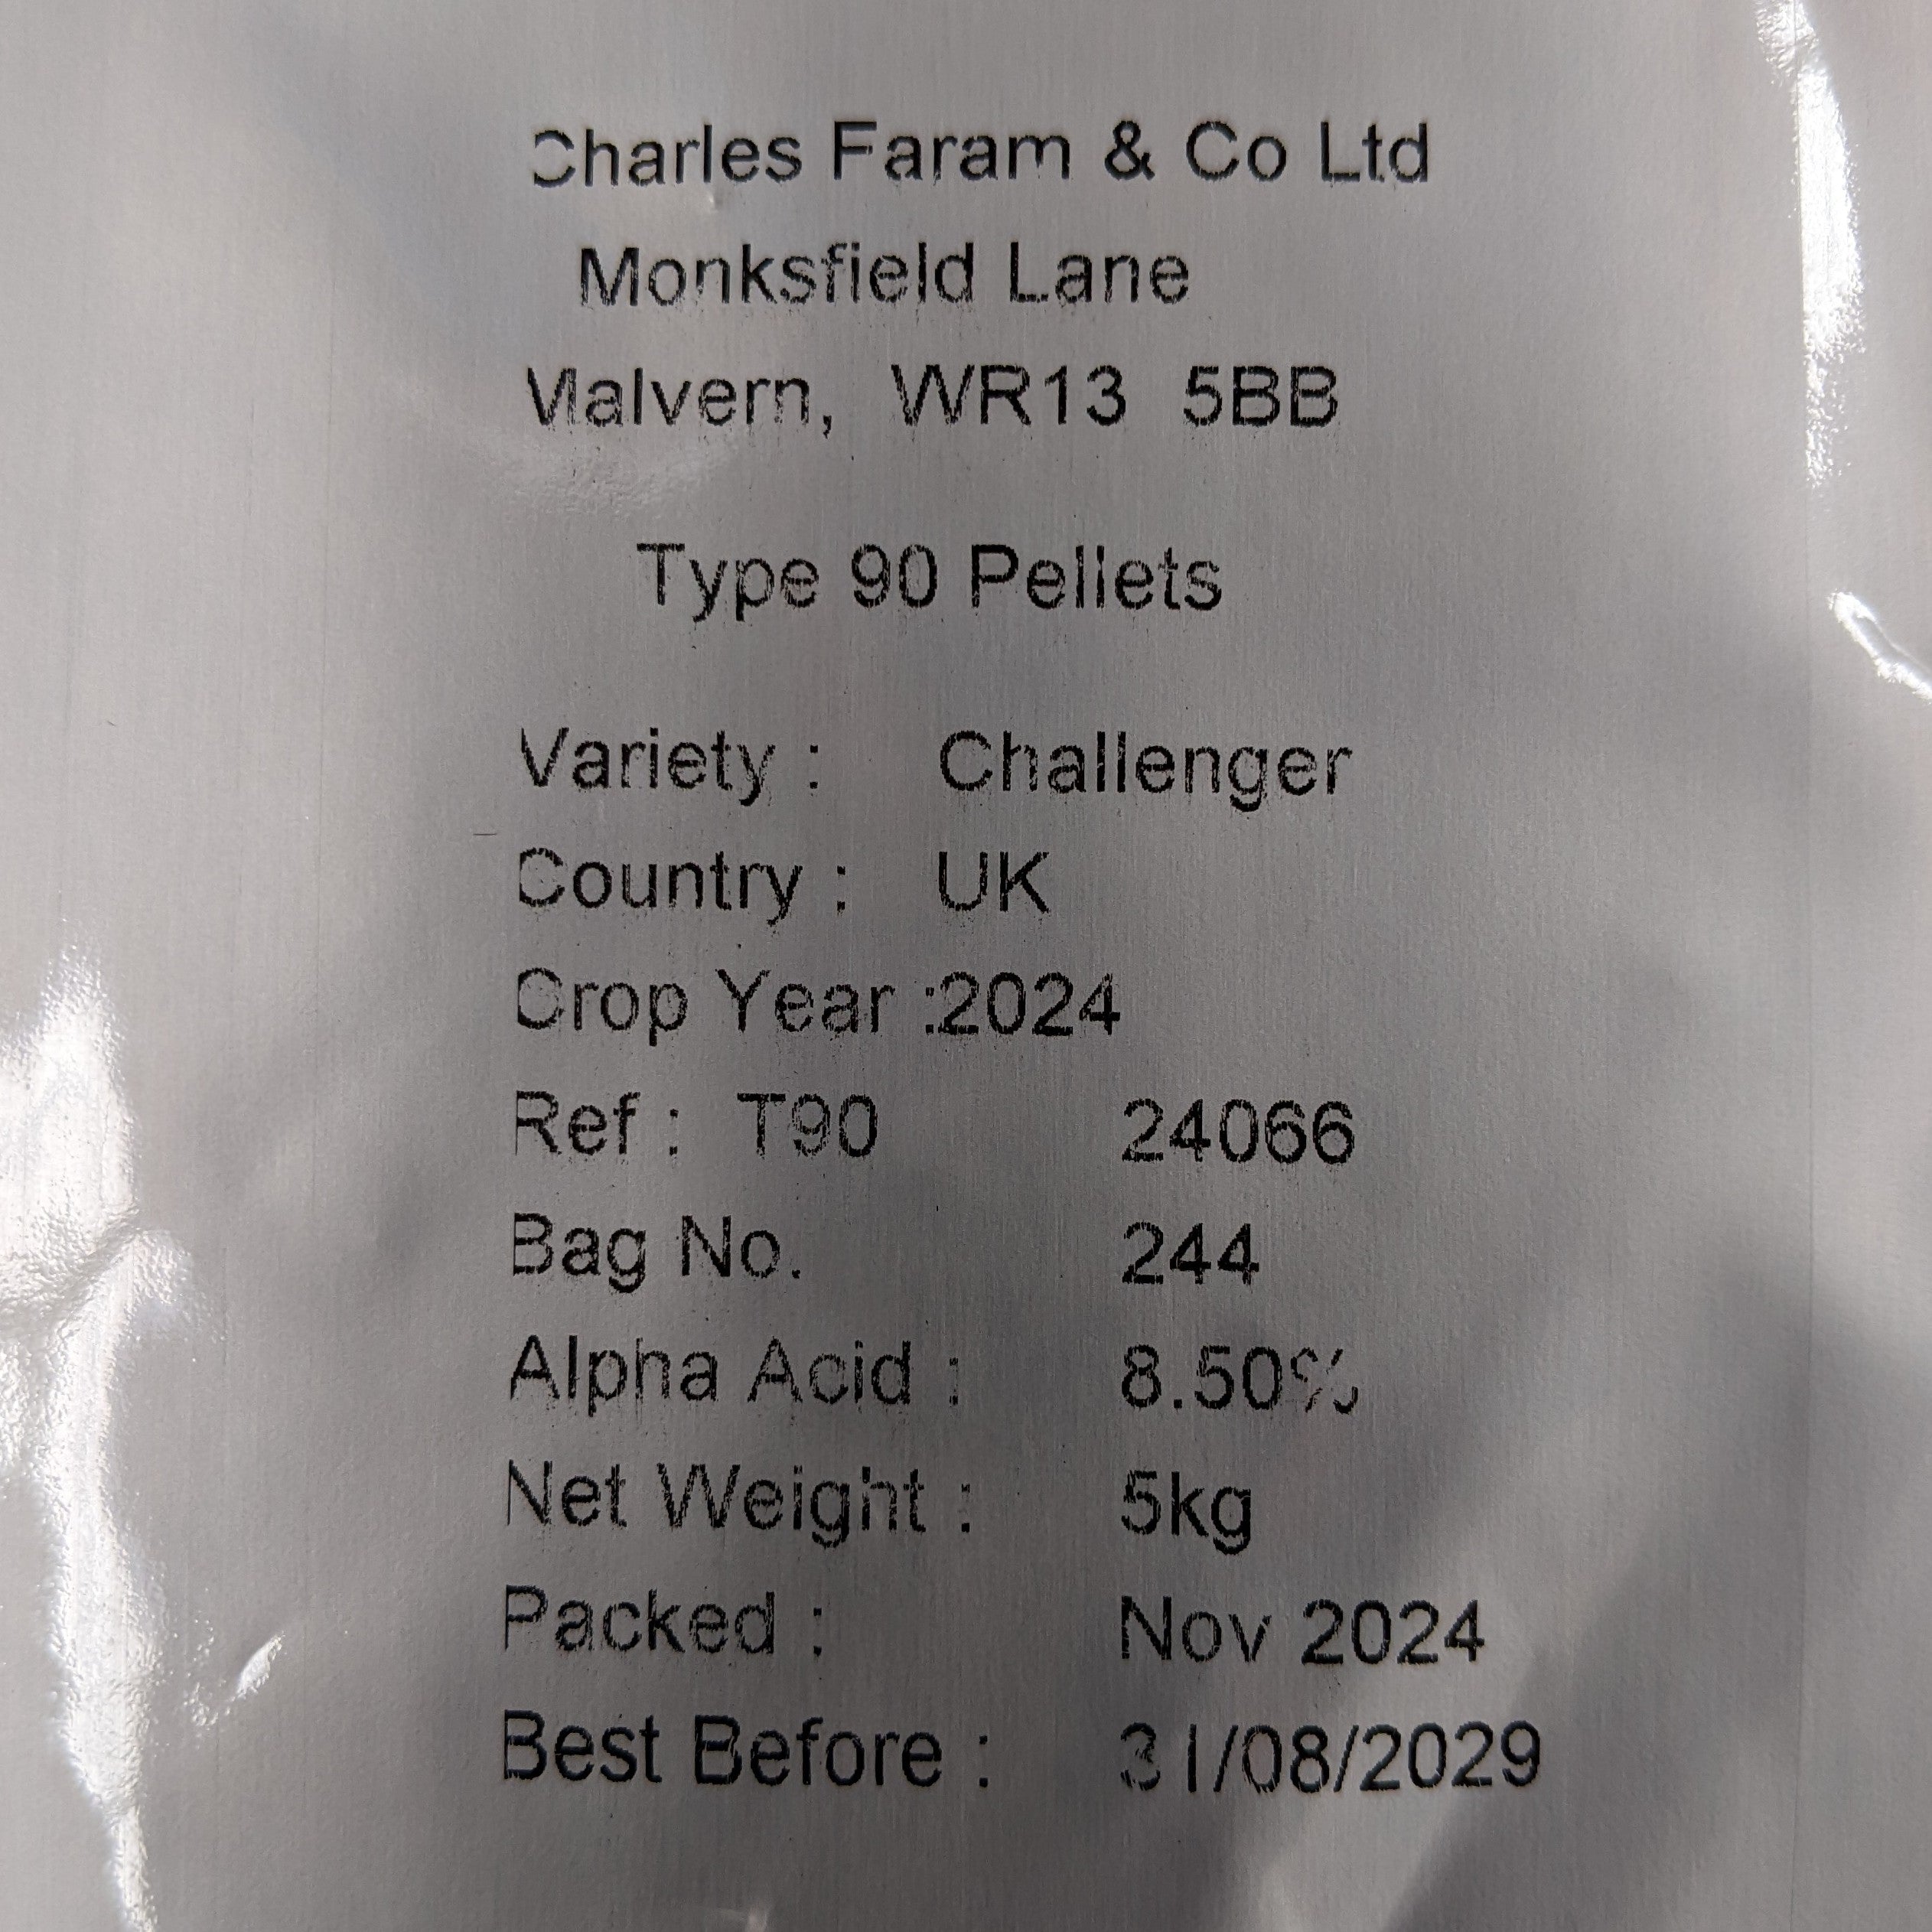 Charles Faram & Co Ltd
Monksfield Lane
Malvern, WR13 5BB
Type 90 Pellets
Variety : Challenger
Country : UK
Crop Year :2024
Ref : T90 24066
Bag No. 244
Alpha Acid : 8.50%
Net Weight : 5kg
Packed : Nov 2024
Best Before : 31/08/2029